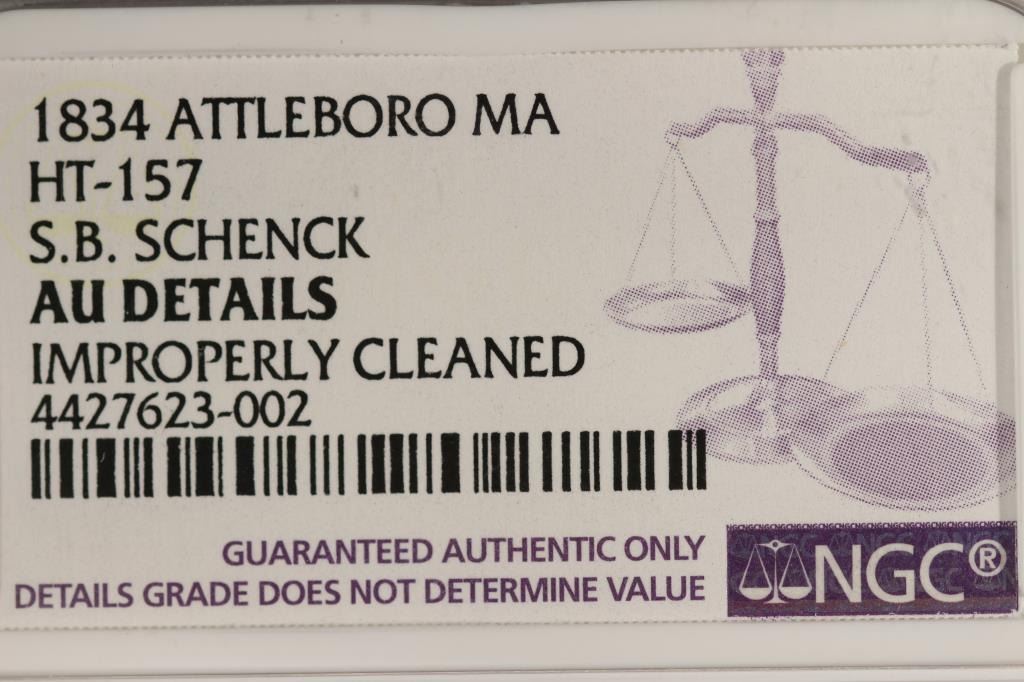 1834 ATTLEBORO MA
HT-157
S.B. SCHENCK
AU DETAILS
IMPROPERLY CLEANED
4427623-002
GUARANTEED AUTHENTIC ONLY
DETAILS GRADE DOES NOT DETERMINE VALUE
NGC®